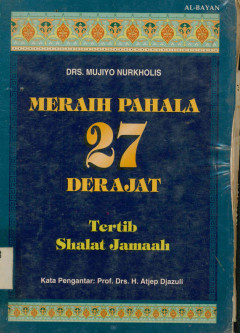 AL-BAYAN
DRS. MUJIYO NURKHOLIS
MERAIH PAHALA
27
DERAJAT
Tertib
Shalat Jamaah
Kata Pengantar: Prof. Drs. H. Atjep Djazuli